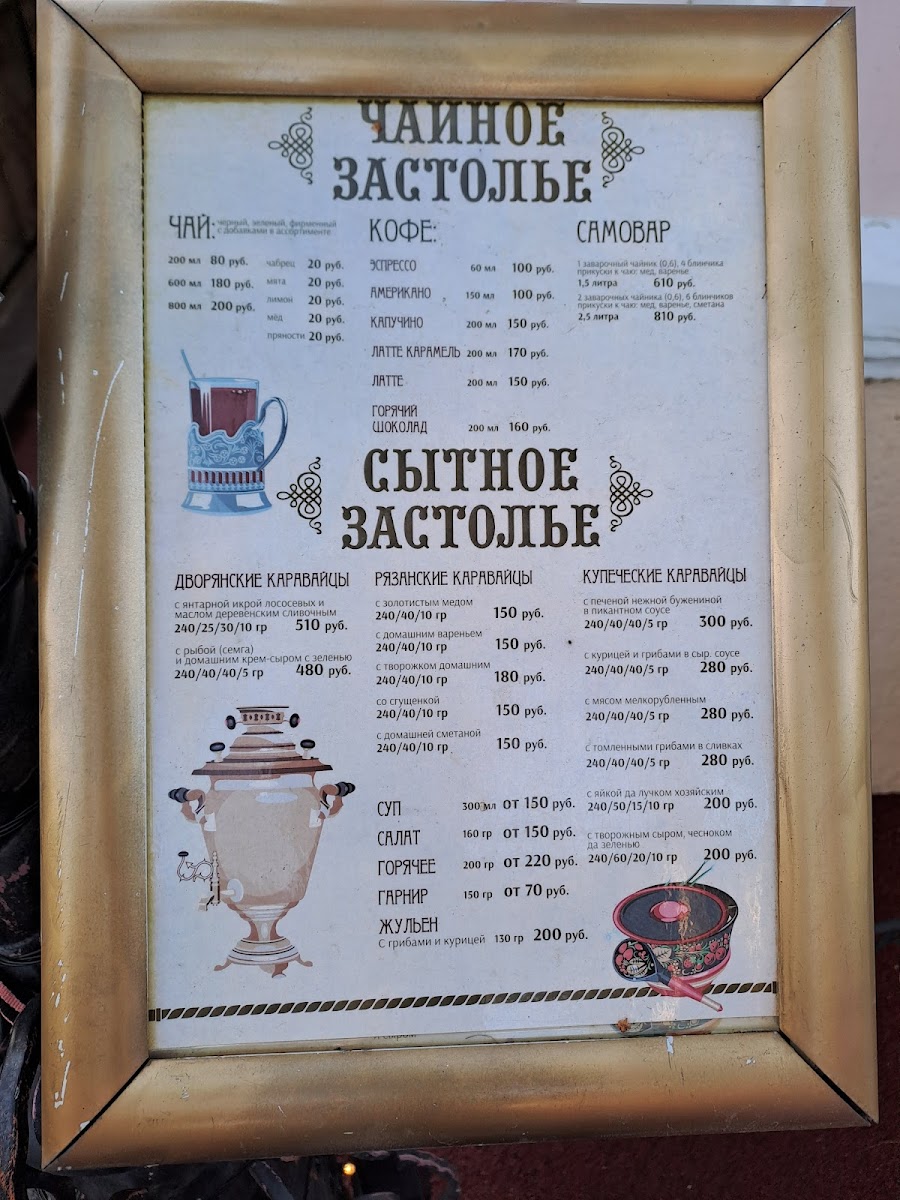 ЧАЙНОЕ
ЗАСТОЛЬЕ
ЧАЙ: черный, зеленый, фирменный
с добавками в ассортименте
200 мл 80 руб.
600 мл 180 руб.
800 мл 200 руб.
чабрец 20 руб.
мята 20 руб.
лимон 20 руб.
мёд 20 руб.
пряности 20 руб.
КОФЕ:
ЭСПРЕССО 60 мл 100 руб.
АМЕРИКАНО 150 мл 100 руб.
КАПУЧИНО 200 мл 150 руб.
ЛАТТЕ КАРАМЕЛЬ 200 мл 170 руб.
ЛАТТЕ 200 мл 150 руб.
ГОРЯЧИЙ
ШОКОЛАД 200 мл 160 руб.
САМОВАР
1 заварочный чайник (0,6), 4 блинчика
прикуски к чаю: мед, варенье
1,5 литра 610 руб.
2 заварочных чайника (0,6), 6 блинчиков
прикуски к чаю: мед, варенье, сметана
2,5 литра 810 руб.
СЫТНОЕ
ЗАСТОЛЬЕ
ДВОРЯНСКИЕ КАРАВАЙЦЫ
с янтарной икрой лососевых и
маслом деревенским сливочным
240/25/30/10 гр 510 руб.
с рыбой (семга)
и домашним крем-сыром с зеленью
240/40/40/5 гр 480 руб.
РЯЗАНСКИЕ КАРАВАЙЦЫ
с золотистым медом
240/40/10 гр 150 руб.
с домашним вареньем
240/40/10 гр 150 руб.
с творожком домашним
240/40/10 гр 180 руб.
со сгущенкой
240/40/10 гр 150 руб.
с домашней сметаной
240/40/10 гр 150 руб.
СУП 300 мл от 150 руб.
САЛАТ 160 гр от 150 руб.
ГОРЯЧЕЕ 200 гр от 220 руб.
ГАРНИР 150 гр от 70 руб.
ЖУЛЬЕН
С грибами и курицей 130 гр 200 руб.
КУПЕЧЕСКИЕ КАРАВАЙЦЫ
с печеной нежной бужениной
в пикантном соусе
240/40/40/5 гр 300 руб.
с курицей и грибами в сыр. соусе
240/40/40/5 гр 280 руб.
с мясом мелкорубленным
240/40/40/5 гр 280 руб.
с томленными грибами в сливках
240/40/40/5 гр 280 руб.
с яйкой да лучком хозяйским
240/50/15/10 гр 200 руб.
с творожным сыром, чесноком
да зеленью
240/60/20/10 гр 200 руб.